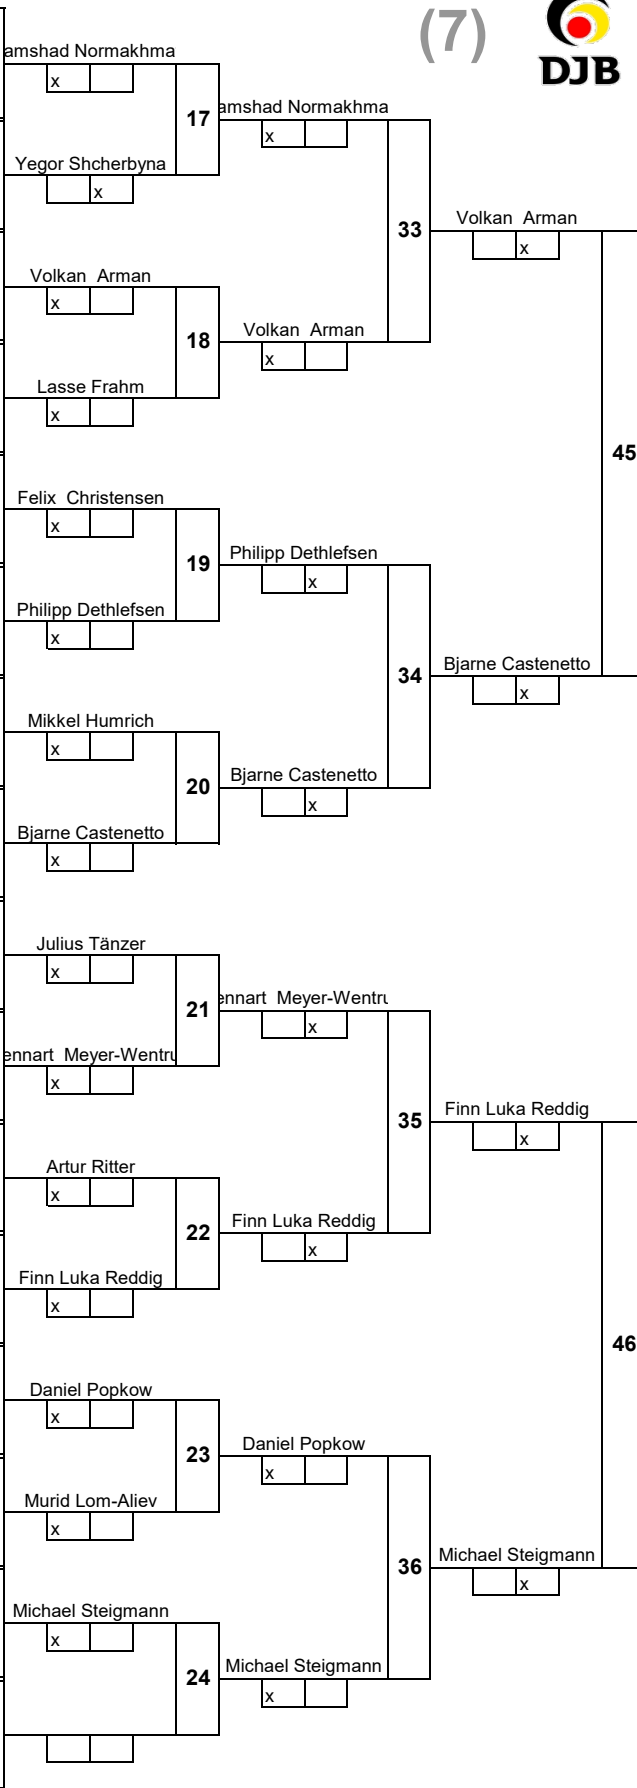 (7)
DJB
amshad Normakhma
x
17
amshad Normakhma
x
Yegor Shcherbyna
x
33
Volkan  Arman
x
Volkan  Arman
x
18
Volkan  Arman
x
Lasse Frahm
x
45
Felix  Christensen
x
19
Philipp Dethlefsen
x
Philipp Dethlefsen
x
34
Bjarne Castenetto
x
Mikkel Humrich
x
20
Bjarne Castenetto
x
Bjarne Castenetto
x
Julius Tänzer
x
21
ennart  Meyer-Wentru
x
ennart  Meyer-Wentru
x
35
Finn Luka Reddig
x
Artur Ritter
x
22
Finn Luka Reddig
x
Finn Luka Reddig
x
46
Daniel Popkow
x
23
Daniel Popkow
x
Murid Lom-Aliev
x
36
Michael Steigmann
x
Michael Steigmann
x
24
Michael Steigmann
x